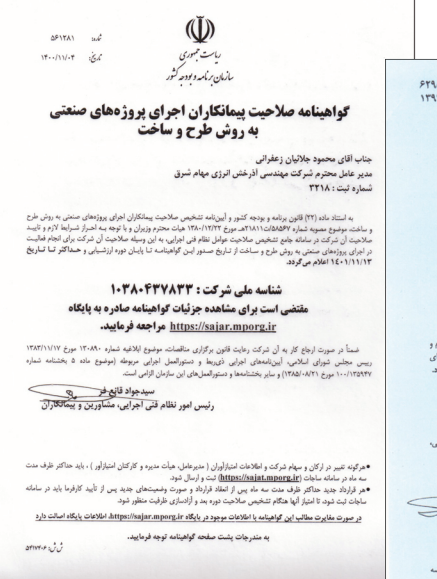 ریاست جمهوری
سازمان برنامه و بودجه کشور
شماره: ۵۶۱۲۸۱
تاریخ: ۱۴۰۰/۱۱/۰۴
گواهینامه صلاحیت پیمانکاران اجرای پروژه‌های صنعتی
به روش طرح و ساخت
جناب آقای محمود جلائیان زعفرانی
مدیر عامل محترم شرکت مهندسی آذرخش انرژی مهام شرق
شماره ثبت : ۳۲۱۸
به استناد ماده (۲۲) قانون برنامه و بودجه کشور و آیین‌نامه تشخیص صلاحیت پیمانکاران اجرای پروژه‌های صنعتی به روش طرح
و ساخت، موضوع مصوبه شماره ۵۸۵۶۷/ت۲۱۸۱۱هـ مورخ ۱۳۸۰/۱۲/۲۲ هیات محترم وزیران و با توجه به احراز شرایط لازم و تایید
صلاحیت آن شرکت در سامانه جامع تشخیص صلاحیت عوامل نظام فنی اجرایی، به این وسیله صلاحیت آن شرکت برای انجام فعالیت
در اجرای پروژه‌های صنعتی به روش طرح و ساخت از تاریخ صدور این گواهینامه تا پایان دوره ارزشیابی و حداکثر تا تاریخ
۱٤۰۱/۱۱/۱۳ اعلام می‌گردد.
شناسه ملی شرکت : ۱۰۳۸۰۴۳۷۸۳۳
مقتضی است برای مشاهده جزئیات گواهینامه صادره به پایگاه
https://sajar.mporg.ir مراجعه فرمایید.
ضمناً در صورت ارجاع کار به آن شرکت رعایت قانون برگزاری مناقصات، موضوع ابلاغیه شماره ۱۳۰۸۹۰ مورخ ۱۳۸۳/۱۱/۱۷
رییس مجلس شورای اسلامی، آیین‌نامه‌های اجرایی ذی‌ربط و دستورالعمل اجرایی مربوطه (موضوع ماده ۵ بخشنامه شماره
۱۰۰/۱۳۵۹۴۷ مورخ ۱۳۸۵/۰۸/۲۱) و سایر بخشنامه‌ها و دستورالعمل‌های این سازمان الزامی است.
سیدجواد قانع فر
رئیس امور نظام فنی اجرایی، مشاورین و پیمانکاران
●هرگونه تغییر در ارکان و سهام شرکت و اطلاعات امتیازآوران ( مدیرعامل، هیأت مدیره و کارکنان امتیازآور ) ، باید حداکثر ظرف مدت
سه ماه در سامانه ساجات (https://sajat.mporg.ir) ثبت و ارسال شود.
●هر قرارداد جدید حداکثر ظرف مدت سه ماه پس از انعقاد قرارداد و صورت وضعیت‌های جدید پس از تأیید کارفرما باید در سامانه
ساجات ثبت شود، تا امتیاز آنها هنگام تشخیص صلاحیت دوره بعد و آزادسازی ظرفیت منظور شود.
در صورت مغایرت مطالب این گواهینامه با اطلاعات موجود در پایگاه https://sajar.mporg.ir، اطلاعات پایگاه اصالت دارد
به مندرجات پشت صفحه گواهینامه توجه فرمایید.